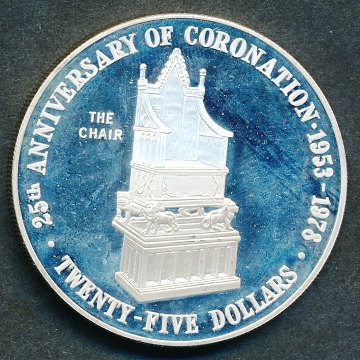 25th ANNIVERSARY OF CORONATION · 1953-1978 ·
THE
CHAIR
TWENTY-FIVE DOLLARS ·